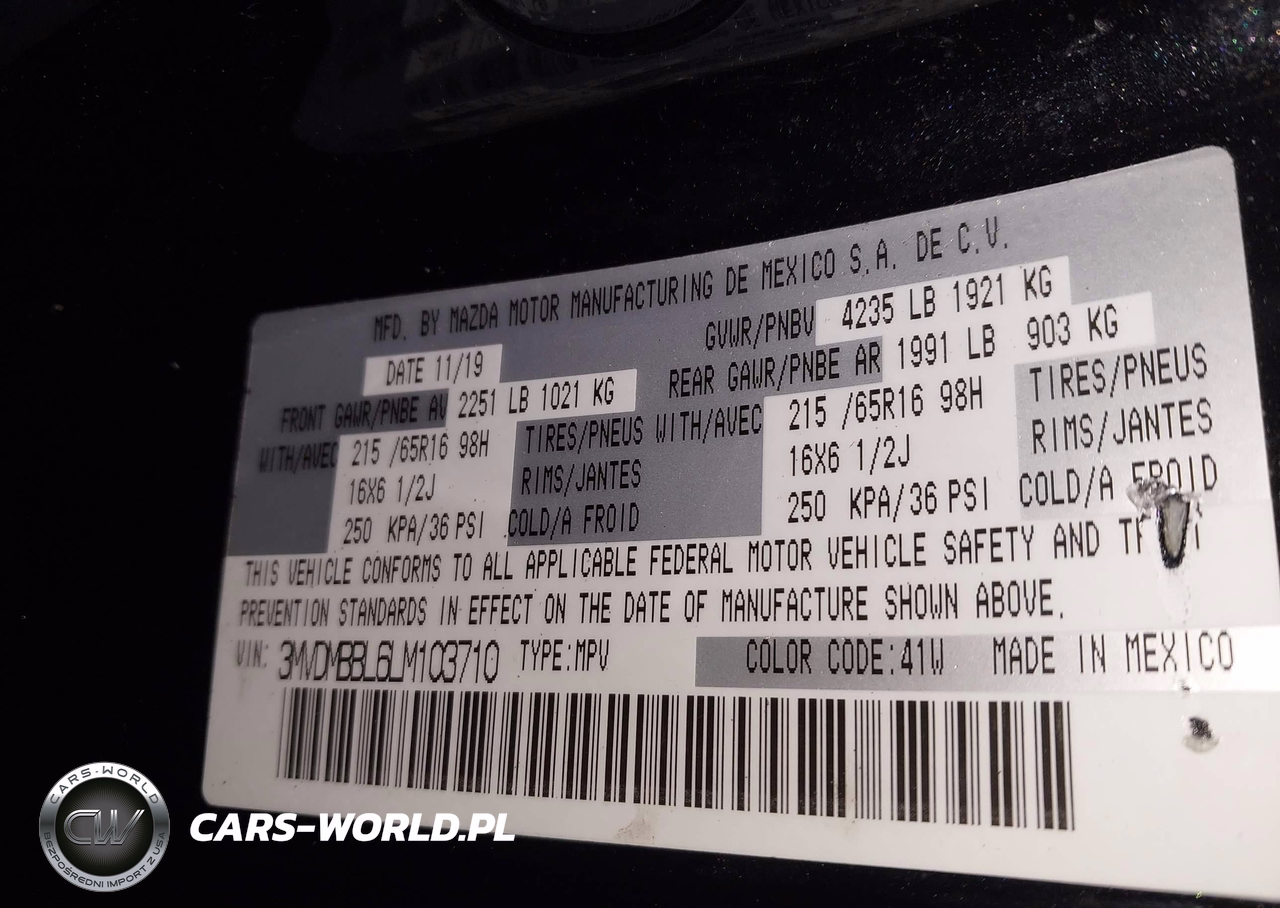 MFD. BY MAZDA MOTOR MANUFACTURING DE MEXICO S.A. DE C.V.
DATE 11/19 GVWR/PNBV 4235 LB 1921 KG
FRONT GAWR/PNBE AV 2251 LB 1021 KG REAR GAWR/PNBE AR 1991 LB 903 KG
WITH/AVEC 215 /65R16 98H TIRES/PNEUS WITH/AVEC 215 /65R16 98H TIRES/PNEUS
16X6 1/2J RIMS/JANTES 16X6 1/2J RIMS/JANTES
250 KPA/36 PSI COLD/A FROID 250 KPA/36 PSI COLD/A FROID
THIS VEHICLE CONFORMS TO ALL APPLICABLE FEDERAL MOTOR VEHICLE SAFETY AND
PREVENTION STANDARDS IN EFFECT ON THE DATE OF MANUFACTURE SHOWN ABOVE.
VIN: 3MVDMBBL6LM103710 TYPE:MPV COLOR CODE:41W MADE IN MEXICO
CARS-WORLD
CW
BEZPOŚREDNI IMPORT Z USA
CARS-WORLD.PL